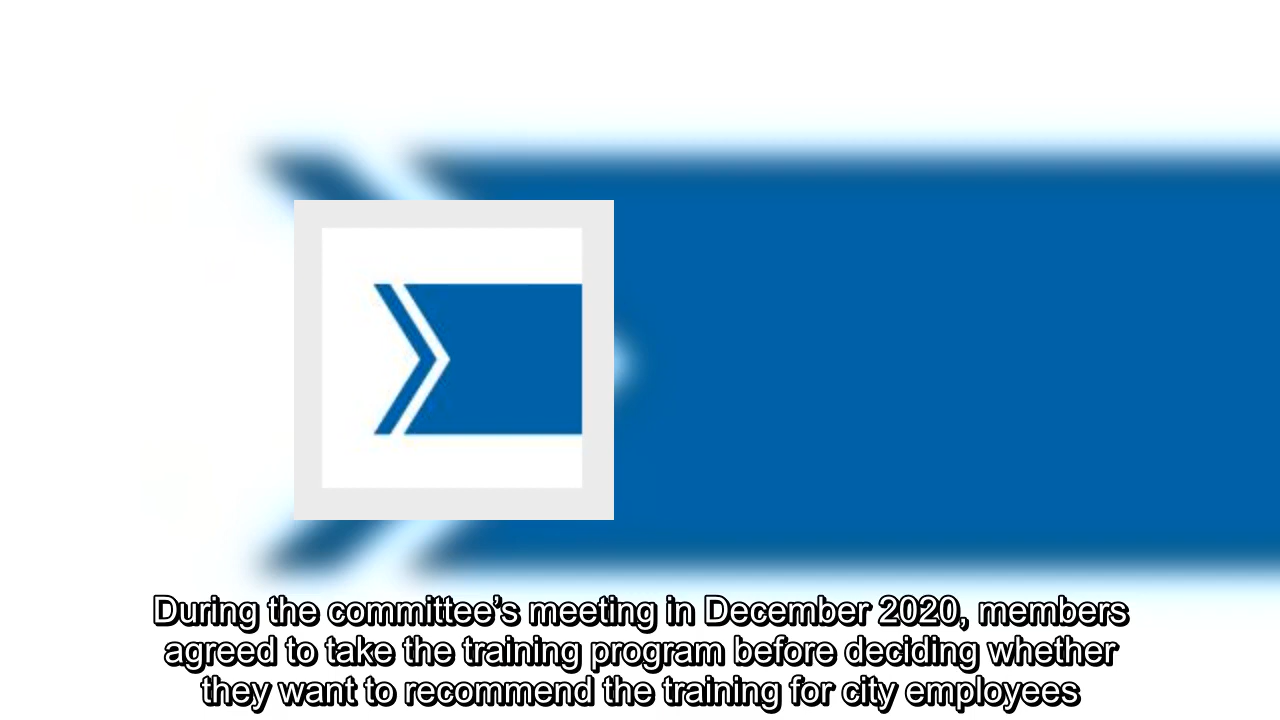 During the committee’s meeting in December 2020, members
agreed to take the training program before deciding whether
they want to recommend the training for city employees